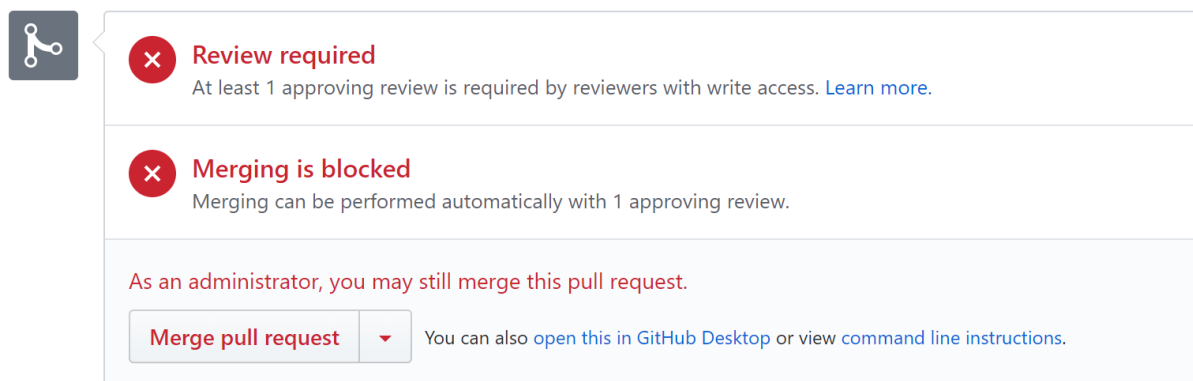 Review required
At least 1 approving review is required by reviewers with write access. Learn more.
Merging is blocked
Merging can be performed automatically with 1 approving review.
As an administrator, you may still merge this pull request.
Merge pull request You can also open this in GitHub Desktop or view command line instructions.